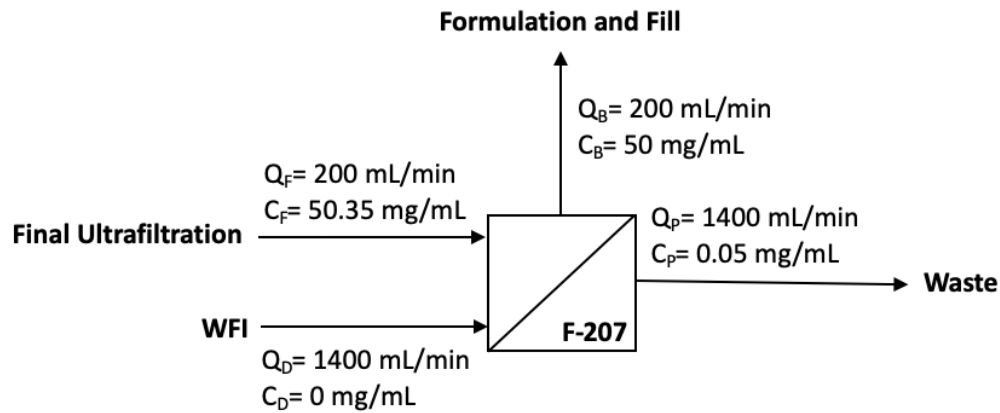 Formulation and Fill
Q_B= 200 mL/min
C_B= 50 mg/mL
Q_F= 200 mL/min
C_F= 50.35 mg/mL
Final Ultrafiltration
Q_P= 1400 mL/min
C_P= 0.05 mg/mL
Waste
WFI
F-207
Q_D= 1400 mL/min
C_D= 0 mg/mL